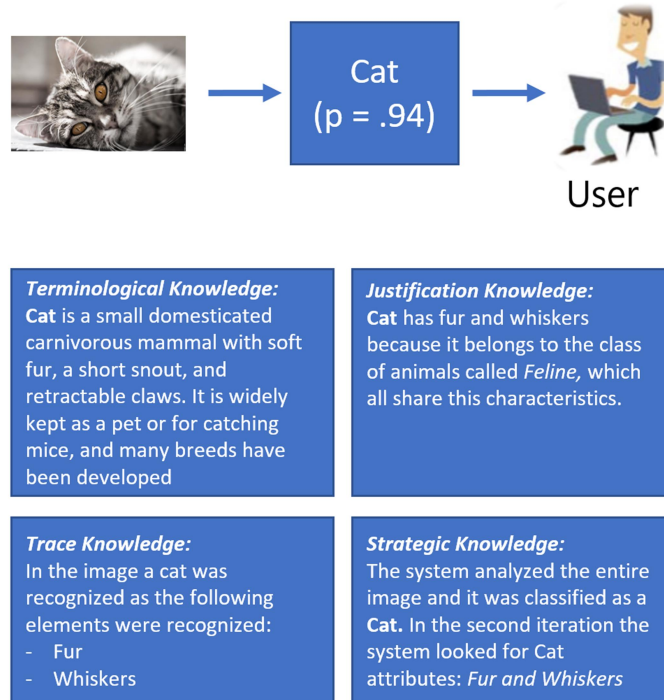 Cat
(p = .94)
User
Terminological Knowledge:
Cat is a small domesticated
carnivorous mammal with soft
fur, a short snout, and
retractable claws. It is widely
kept as a pet or for catching
mice, and many breeds have
been developed
Justification Knowledge:
Cat has fur and whiskers
because it belongs to the class
of animals called Feline, which
all share this characteristics.
Trace Knowledge:
In the image a cat was
recognized as the following
elements were recognized:
- Fur
- Whiskers
Strategic Knowledge:
The system analyzed the entire
image and it was classified as a
Cat. In the second iteration the
system looked for Cat
attributes: Fur and Whiskers